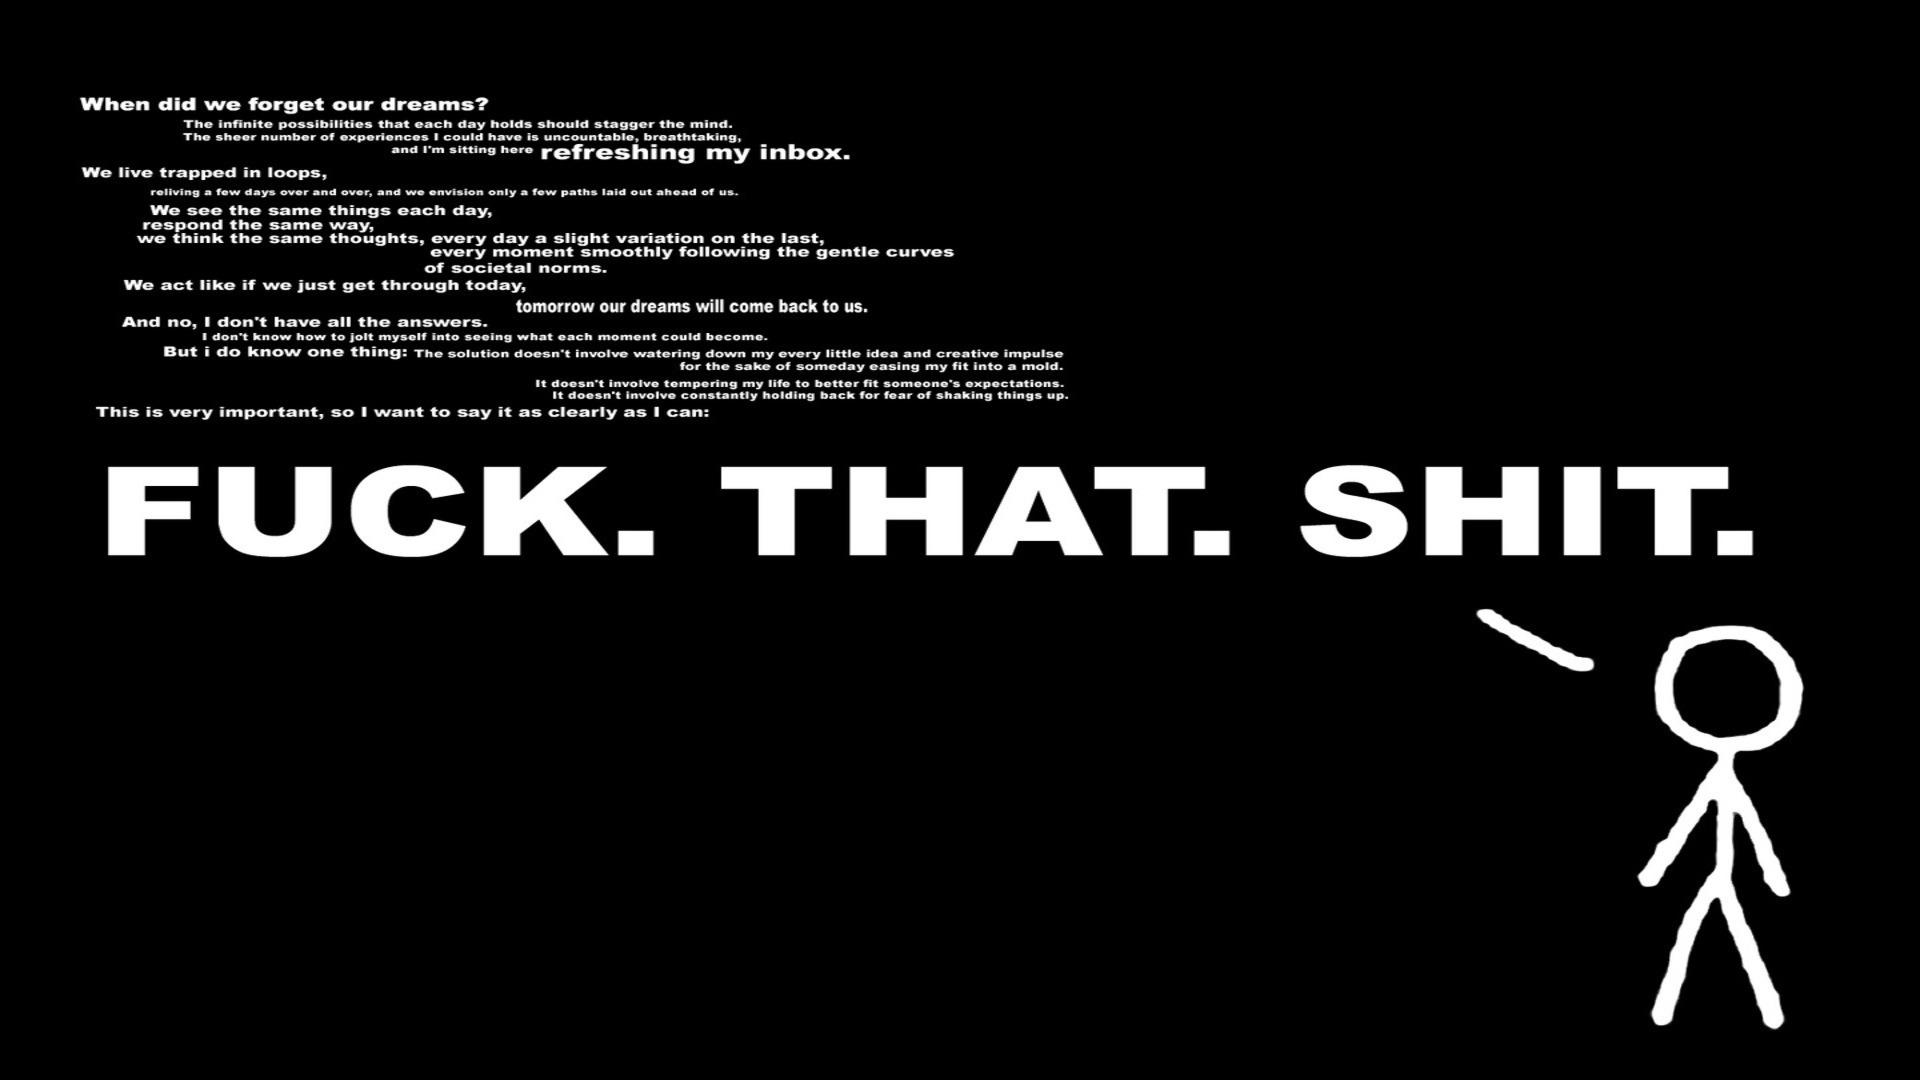 When did we forget our dreams?
The infinite possibilities that each day holds should stagger the mind.
The sheer number of experiences I could have is uncountable, breathtaking,
and I'm sitting here refreshing my inbox.
We live trapped in loops,
reliving a few days over and over, and we envision only a few paths laid out ahead of us.
We see the same things each day,
respond the same way,
we think the same thoughts, every day a slight variation on the last,
every moment smoothly following the gentle curves
of societal norms.
We act like if we just get through today,
tomorrow our dreams will come back to us.
And no, I don't have all the answers.
I don't know how to jolt myself into seeing what each moment could become.
But i do know one thing: The solution doesn't involve watering down my every little idea and creative impulse
for the sake of someday easing my fit into a mold.
It doesn't involve tempering my life to better fit someone's expectations.
It doesn't involve constantly holding back for fear of shaking things up.
This is very important, so I want to say it as clearly as I can:
FUCK. THAT. SHIT.